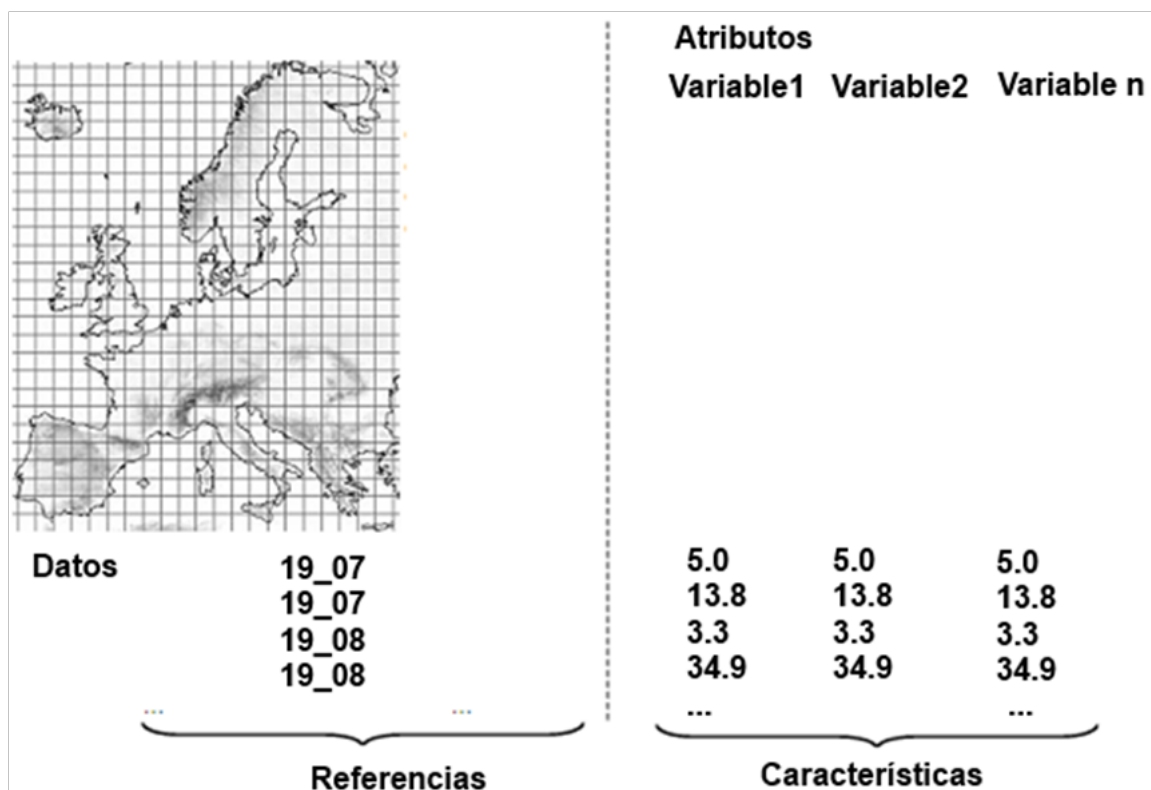 Atributos
Variable1 Variable2 Variable n
Datos 19_07 5.0 5.0 5.0
19_07 13.8 13.8 13.8
19_08 3.3 3.3 3.3
19_08 34.9 34.9 34.9
... ... ... ...
Referencias Características